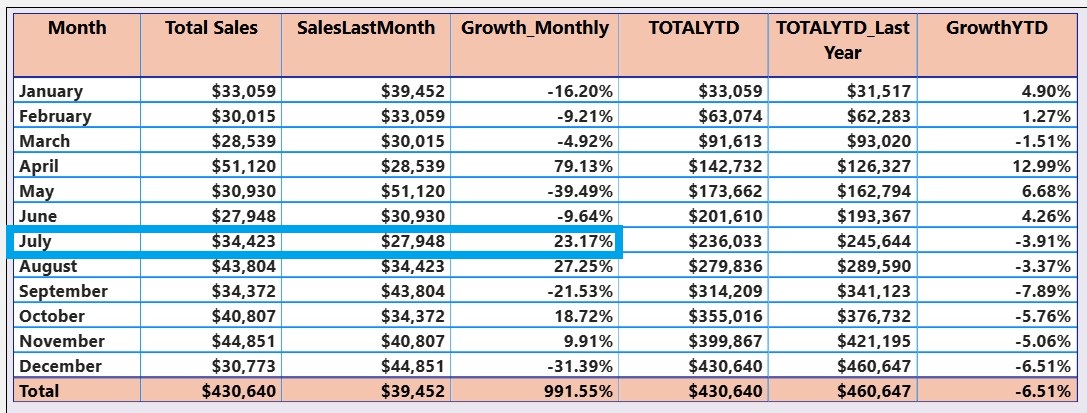 Month Total Sales SalesLastMonth Growth_Monthly TOTALYTD TOTALYTD_Last Year GrowthYTD
January $33,059 $39,452 -16.20% $33,059 $31,517 4.90%
February $30,015 $33,059 -9.21% $63,074 $62,283 1.27%
March $28,539 $30,015 -4.92% $91,613 $93,020 -1.51%
April $51,120 $28,539 79.13% $142,732 $126,327 12.99%
May $30,930 $51,120 -39.49% $173,662 $162,794 6.68%
June $27,948 $30,930 -9.64% $201,610 $193,367 4.26%
July $34,423 $27,948 23.17% $236,033 $245,644 -3.91%
August $43,804 $34,423 27.25% $279,836 $289,590 -3.37%
September $34,372 $43,804 -21.53% $314,209 $341,123 -7.89%
October $40,807 $34,372 18.72% $355,016 $376,732 -5.76%
November $44,851 $40,807 9.91% $399,867 $421,195 -5.06%
December $30,773 $44,851 -31.39% $430,640 $460,647 -6.51%
Total $430,640 $39,452 991.55% $430,640 $460,647 -6.51%